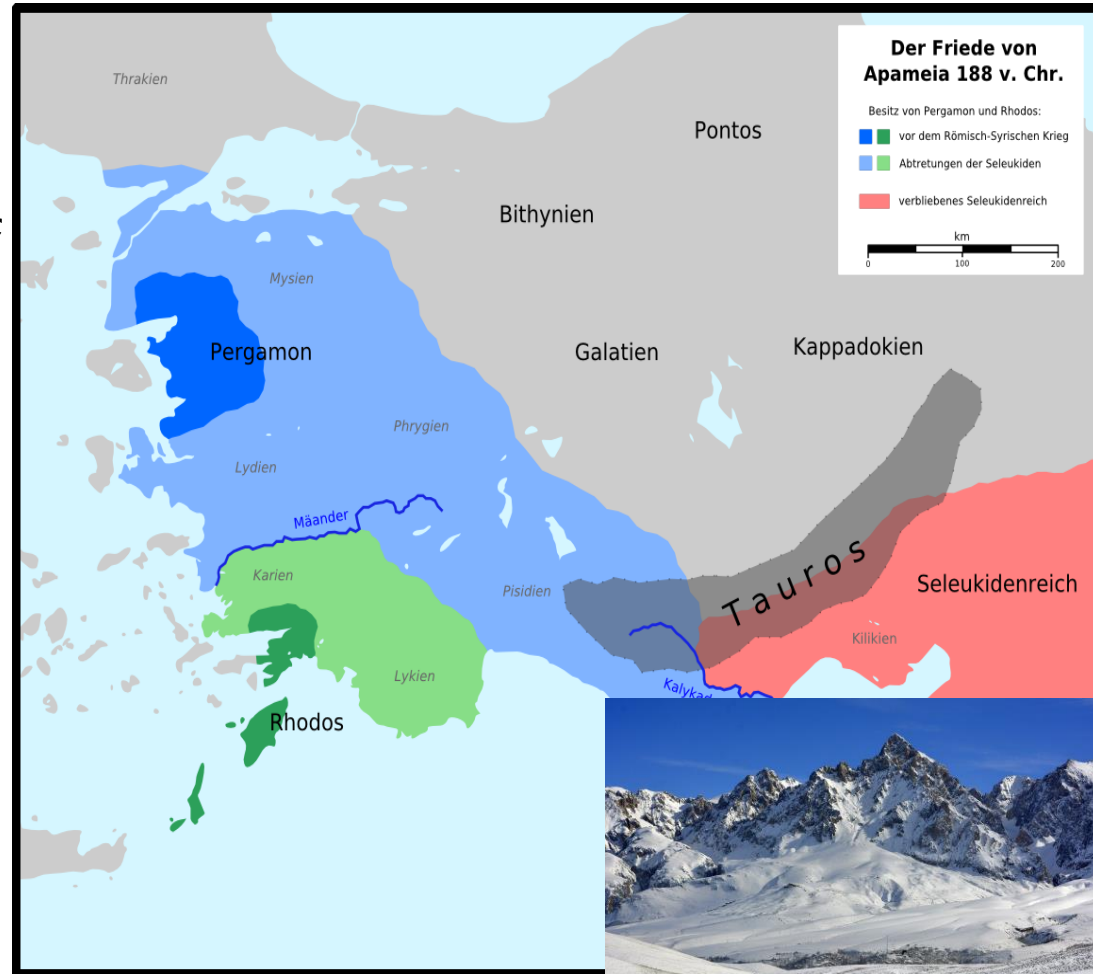 Der Friede von
Apameia 188 v. Chr.
Besitz von Pergamon und Rhodos:
vor dem Römisch-Syrischen Krieg
Abtretungen der Seleukiden
verbliebenes Seleukidenreich
km
0 100 200
Thrakien
Pontos
Bithynien
Mysien
Pergamon
Galatien
Kappadokien
Phrygien
Lydien
Mäander
Karien
Pisidien
Tauros
Seleukidenreich
Kilikien
Lykien
Rhodos